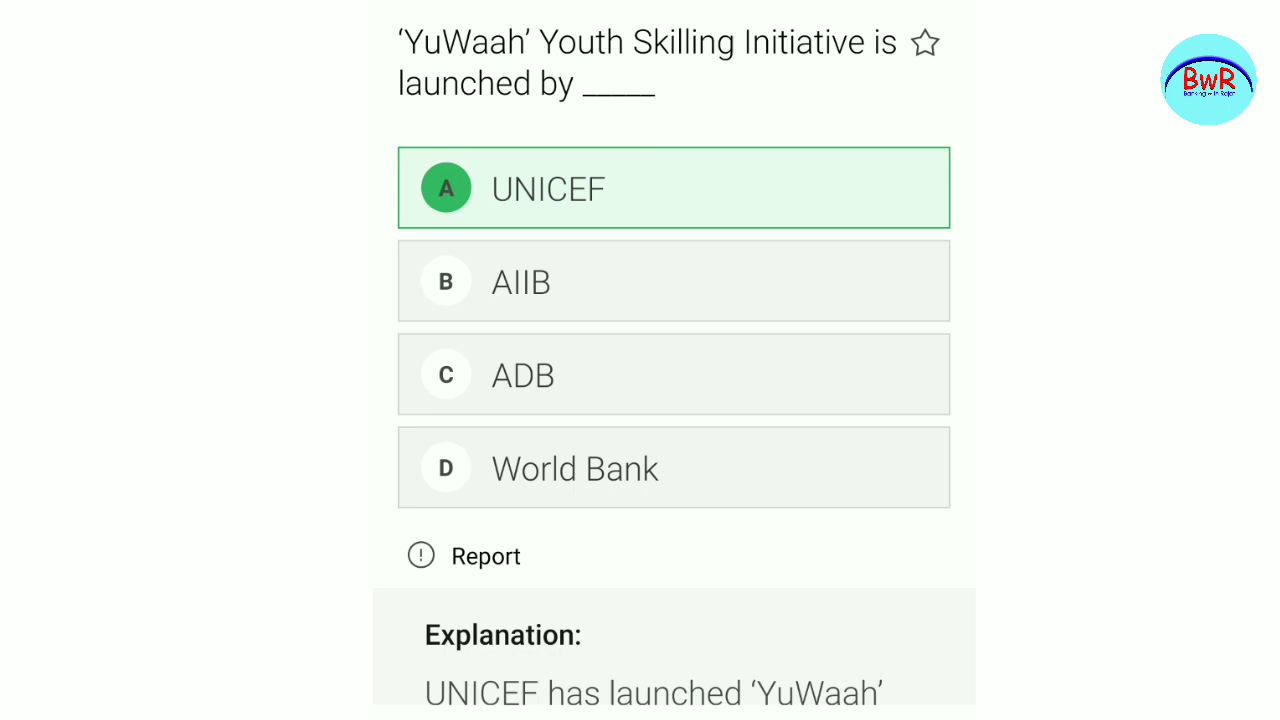 ‘YuWaah’ Youth Skilling Initiative is
launched by _____
A UNICEF
B AIIB
C ADB
D World Bank
Report
Explanation:
UNICEF has launched ‘YuWaah’
BwR